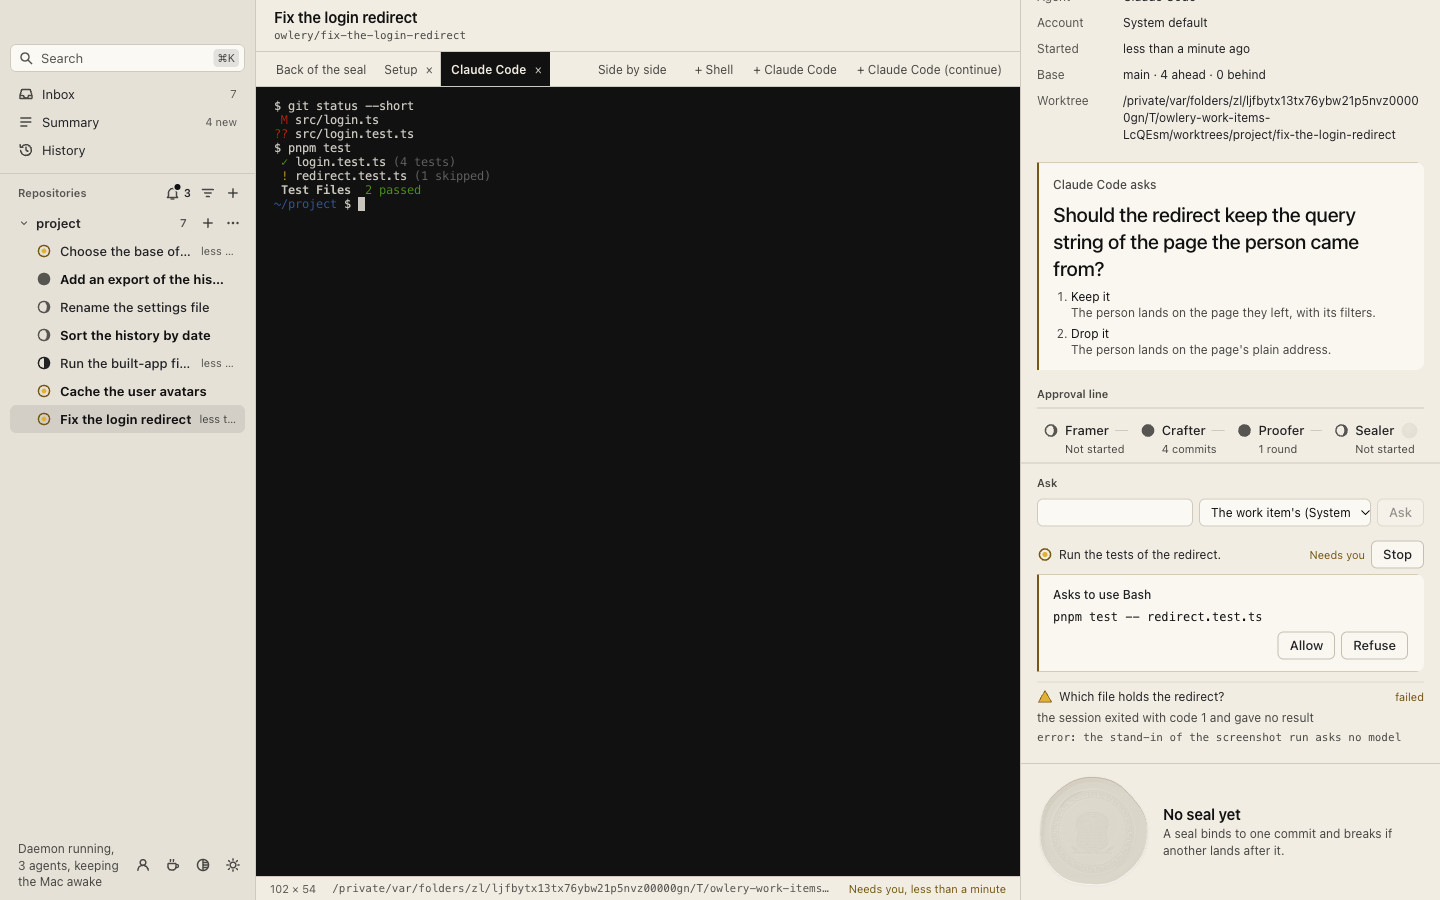 Search ⌘K
Inbox 7
Summary 4 new
History
Repositories 3
project 7
Choose the base of... less ...
Add an export of the his...
Rename the settings file
Sort the history by date
Run the built-app fi... less ...
Cache the user avatars
Fix the login redirect less t...
Daemon running,
3 agents, keeping
the Mac awake
Fix the login redirect
owlery/fix-the-login-redirect
Back of the seal Setup × Claude Code × Side by side + Shell + Claude Code + Claude Code (continue)
$ git status --short
M src/login.ts
?? src/login.test.ts
$ pnpm test
✓ login.test.ts (4 tests)
! redirect.test.ts (1 skipped)
Test Files 2 passed
~/project $
102 × 54 /private/var/folders/zl/ljfbytx13tx76ybw21p5nvz00000gn/T/owlery-work-items… Needs you, less than a minute
Account System default
Started less than a minute ago
Base main · 4 ahead · 0 behind
Worktree /private/var/folders/zl/ljfbytx13tx76ybw21p5nvz0000
0gn/T/owlery-work-items-
LcQEsm/worktrees/project/fix-the-login-redirect
Claude Code asks
Should the redirect keep the query
string of the page the person came
from?
1. Keep it
The person lands on the page they left, with its filters.
2. Drop it
The person lands on the page's plain address.
Approval line
Framer Crafter Proofer Sealer
Not started 4 commits 1 round Not started
Ask
The work item's (System Ask
Run the tests of the redirect. Needs you Stop
Asks to use Bash
pnpm test -- redirect.test.ts
Allow Refuse
Which file holds the redirect? failed
the session exited with code 1 and gave no result
error: the stand-in of the screenshot run asks no model
No seal yet
A seal binds to one commit and breaks if
another lands after it.